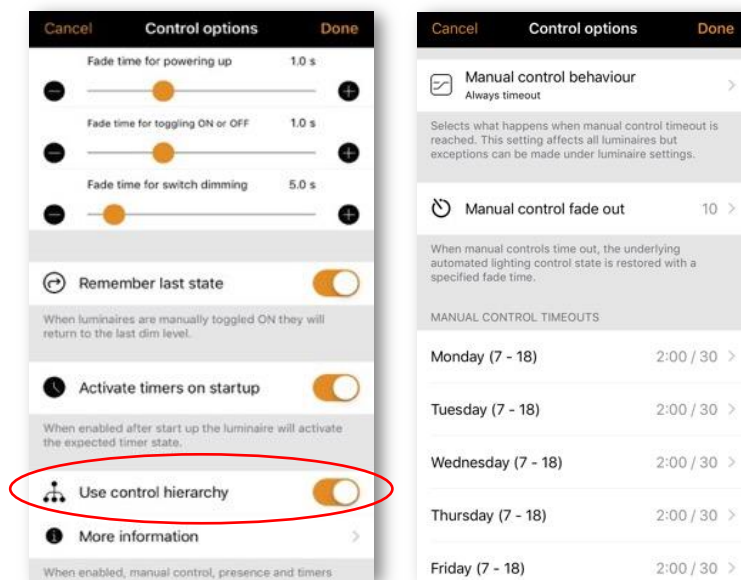 Cancel Control options Done
Fade time for powering up 1.0 s
Fade time for toggling ON or OFF 1.0 s
Fade time for switch dimming 5.0 s
Remember last state
When luminaires are manually toggled ON they will
return to the last dim level.
Activate timers on startup
When enabled after start up the luminaire will activate
the expected timer state.
Use control hierarchy
More information
When enabled, manual control, presence and timers
Cancel Control options Done
Manual control behaviour
Always timeout
Selects what happens when manual control timeout is
reached. This setting affects all luminaires but
exceptions can be made under luminaire settings.
Manual control fade out 10
When manual controls time out, the underlying
automated lighting control state is restored with a
specified fade time.
MANUAL CONTROL TIMEOUTS
Monday (7 - 18) 2:00 / 30
Tuesday (7 - 18) 2:00 / 30
Wednesday (7 - 18) 2:00 / 30
Thursday (7 - 18) 2:00 / 30
Friday (7 - 18) 2:00 / 30